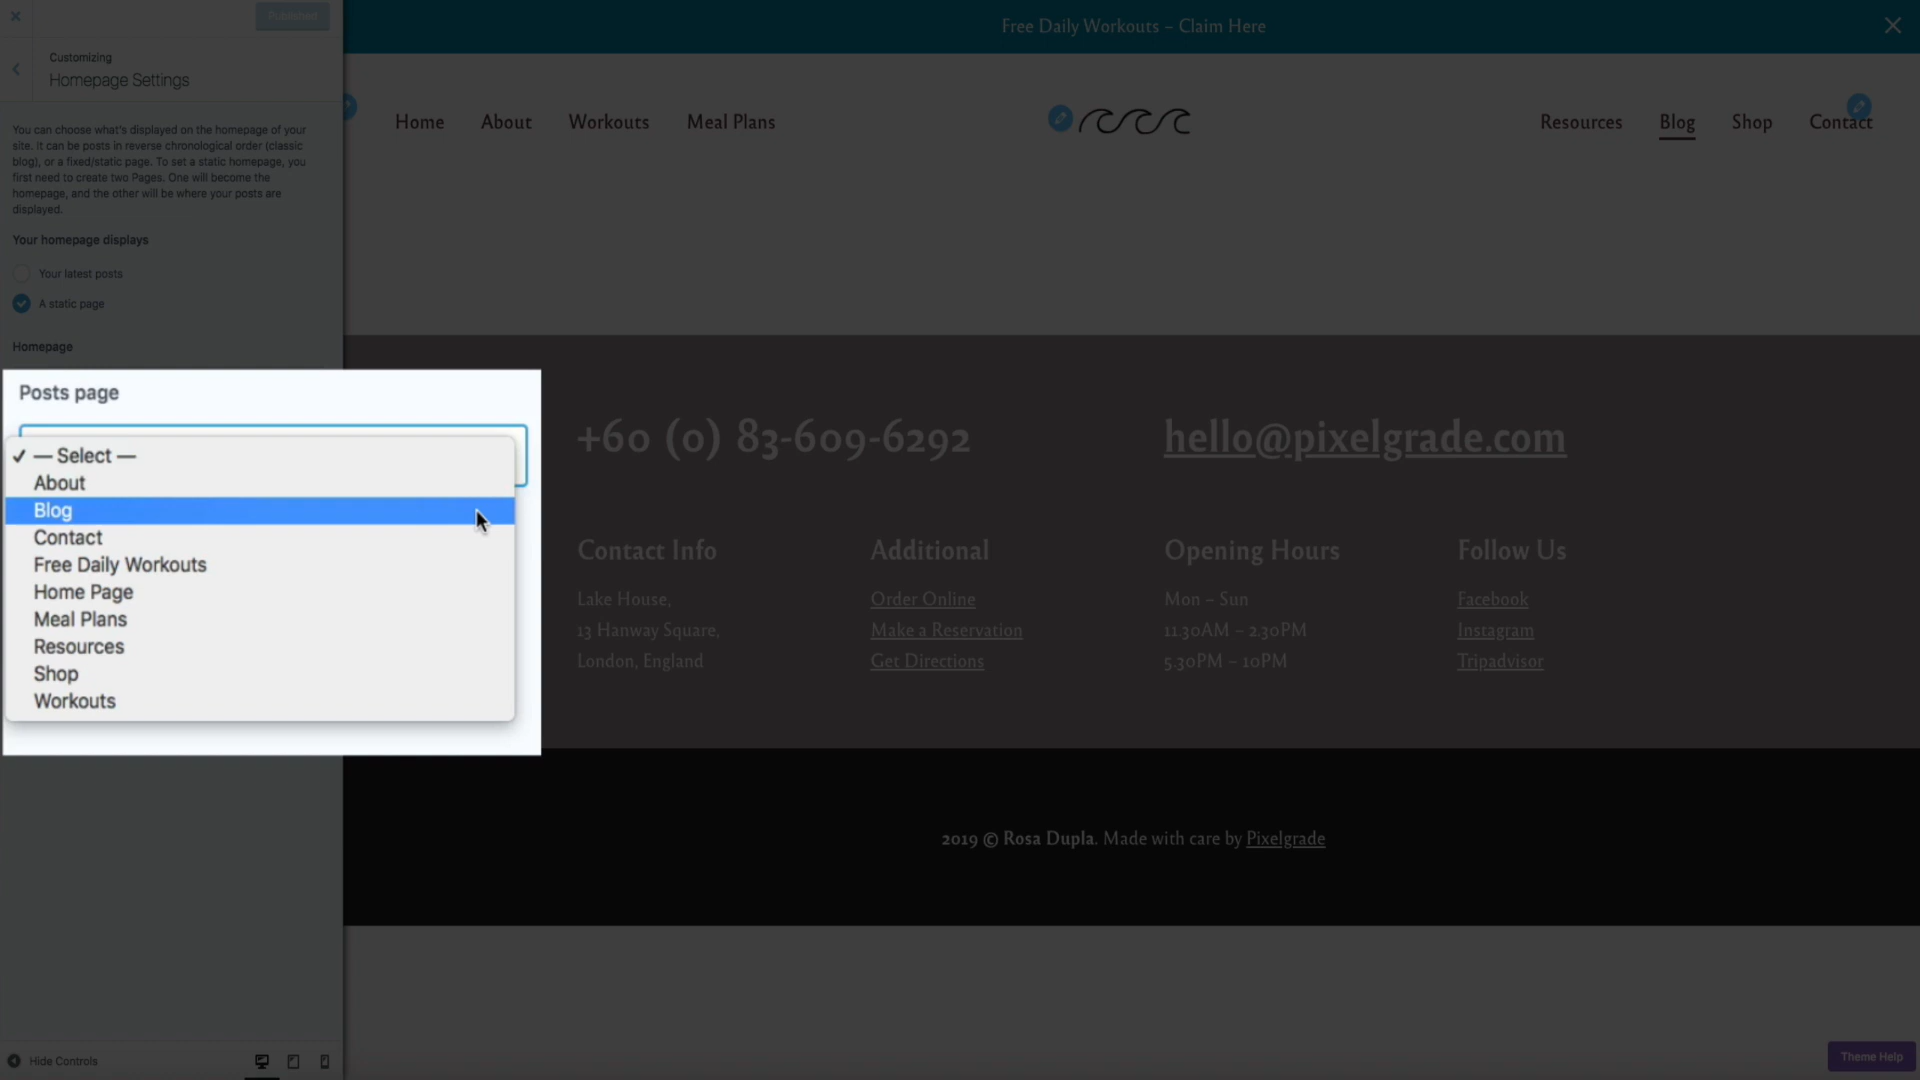 Published
Customizing
Homepage Settings
You can choose what's displayed on the homepage of your
site. It can be posts in reverse chronological order (classic
blog), or a fixed/static page. To set a static homepage, you
first need to create two Pages. One will become the
homepage, and the other will be where your posts are
displayed.
Your homepage displays
Your latest posts
A static page
Homepage
Posts page
— Select —
About
Blog
Contact
Free Daily Workouts
Home Page
Meal Plans
Resources
Shop
Workouts
Hide Controls
Free Daily Workouts – Claim Here
Home About Workouts Meal Plans
Resources Blog Shop Contact
+60 (0) 83-609-6292
hello@pixelgrade.com
Contact Info
Lake House,
13 Hanway Square,
London, England
Additional
Order Online
Make a Reservation
Get Directions
Opening Hours
Mon – Sun
11.30AM – 2.30PM
5.30PM – 10PM
Follow Us
Facebook
Instagram
Tripadvisor
2019 © Rosa Dupla. Made with care by Pixelgrade
Theme Help